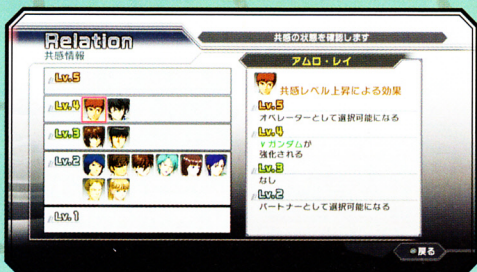 Relation
共感情報
共感の状態を確認します
Lv.5
Lv.4
Lv.3
Lv.2
Lv.1
アムロ・レイ
共感レベル上昇による効果
Lv.5
オペレーターとして選択可能になる
Lv.4
νガンダムが
強化される
Lv.3
なし
Lv.2
パートナーとして選択可能になる
戻る